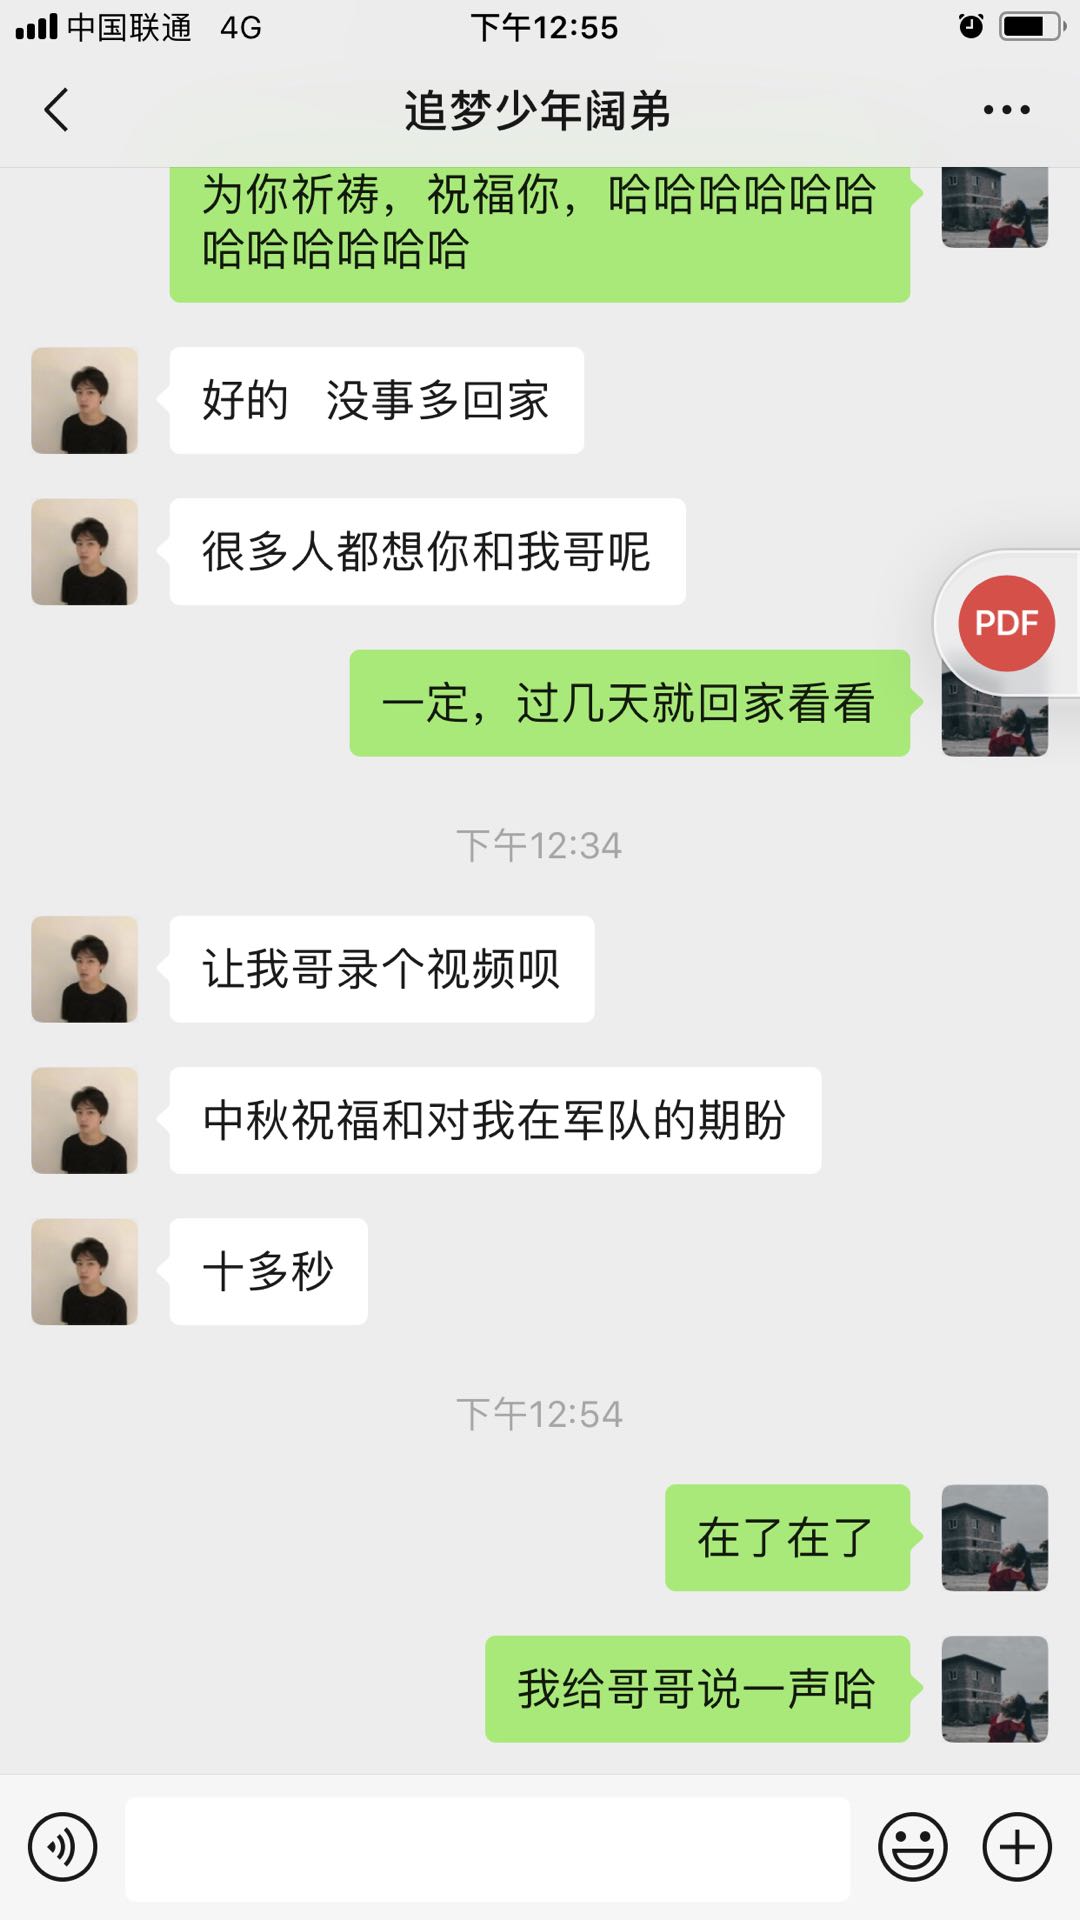 中国联通 4G 下午12:55
追梦少年阔弟
为你祈祷，祝福你，哈哈哈哈哈哈
哈哈哈哈哈哈
好的 没事多回家
很多人都想你和我哥呢
PDF
一定，过几天就回家看看
下午12:34
让我哥录个视频呗
中秋祝福和对我在军队的期盼
十多秒
下午12:54
在了在了
我给哥哥说一声哈